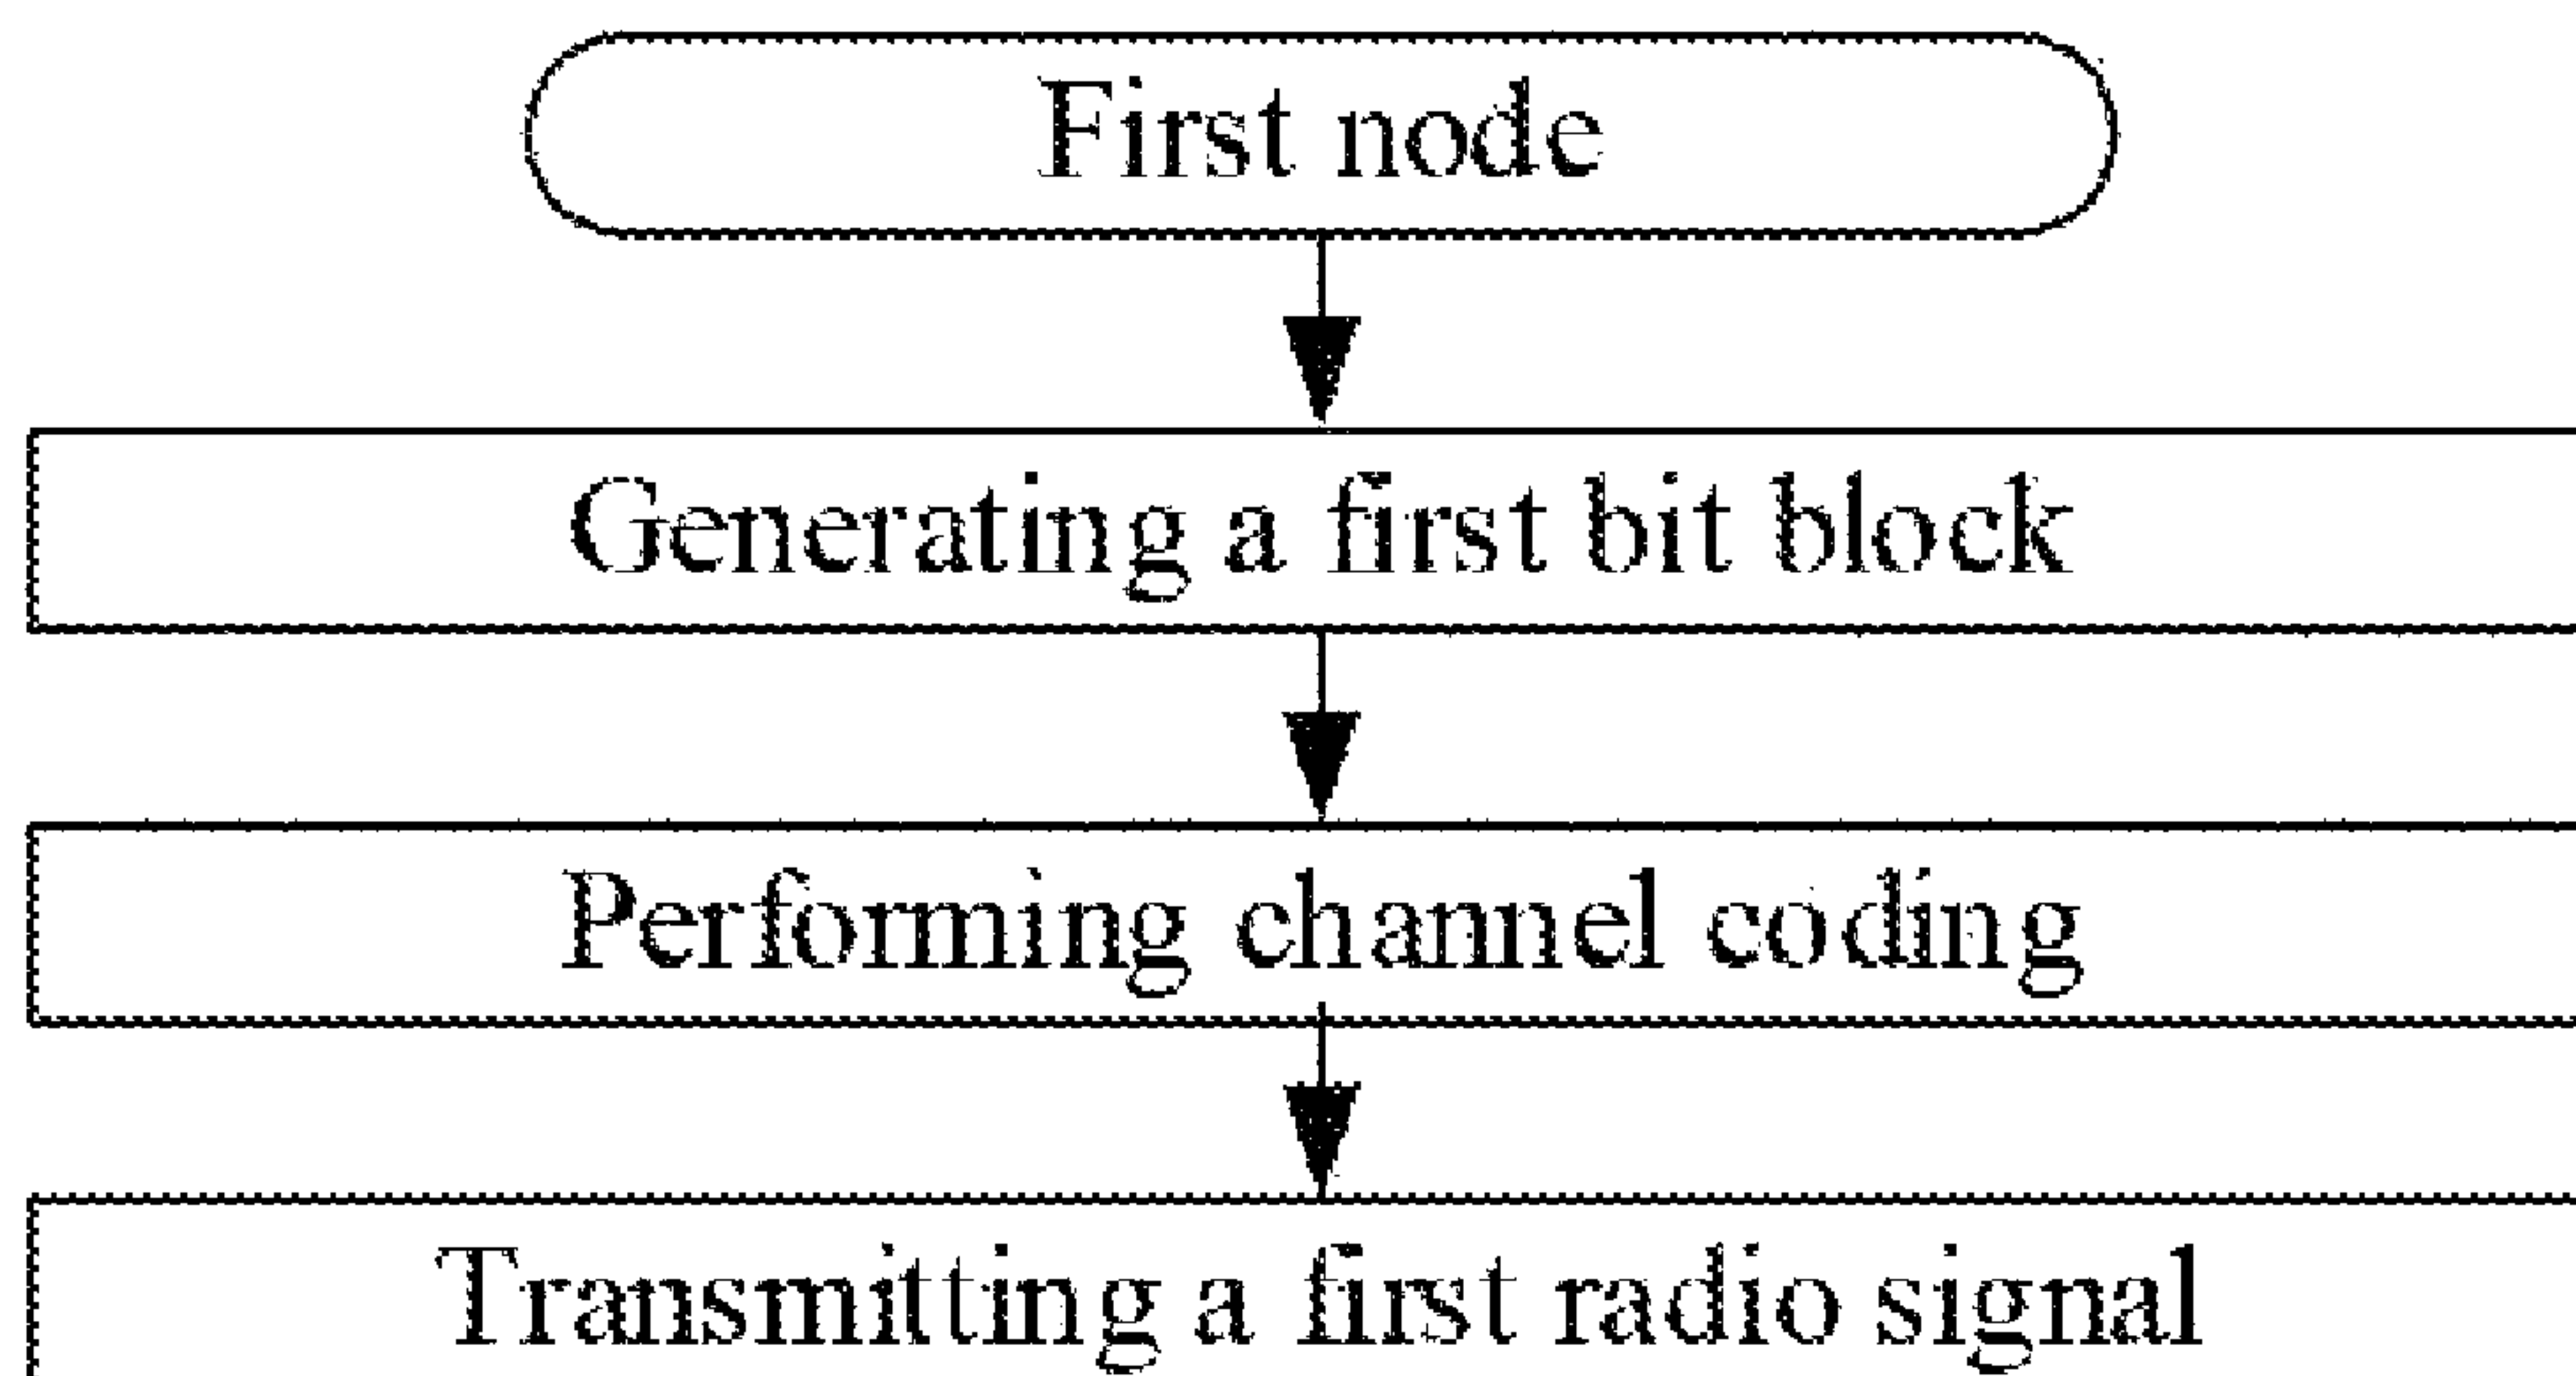 First node
Generating a first bit block
Performing channel coding
Transmitting a first radio signal